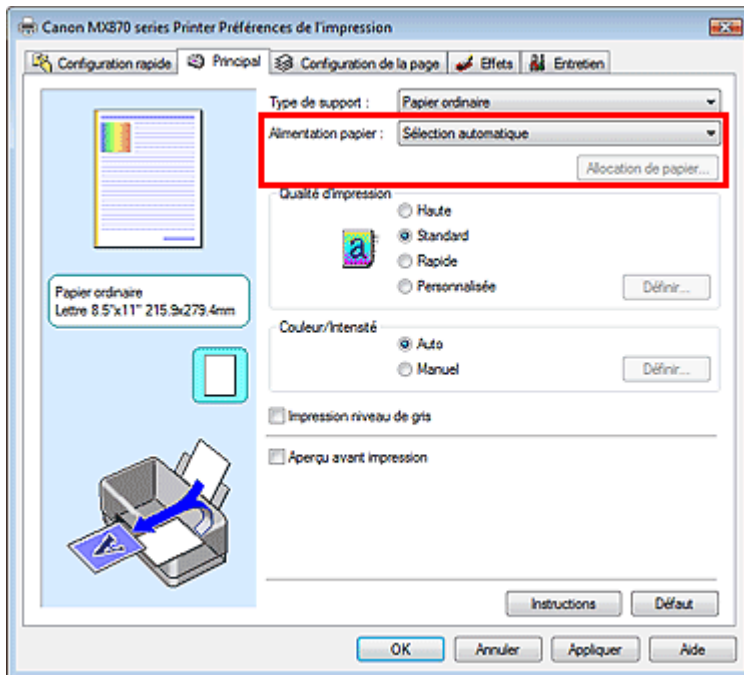 Canon MX870 series Printer Préférences de l'impression
Configuration rapide Principal Configuration de la page Effets Entretien
Type de support : Papier ordinaire
Alimentation papier : Sélection automatique
Allocation de papier...
Qualité d'impression
Haute
Standard
Rapide
Personnalisée Définir...
Papier ordinaire
Lettre 8.5"x11" 215.9x279.4mm
Couleur/Intensité
Auto
Manuel Définir...
Impression niveau de gris
Aperçu avant impression
Instructions Défaut
OK Annuler Appliquer Aide